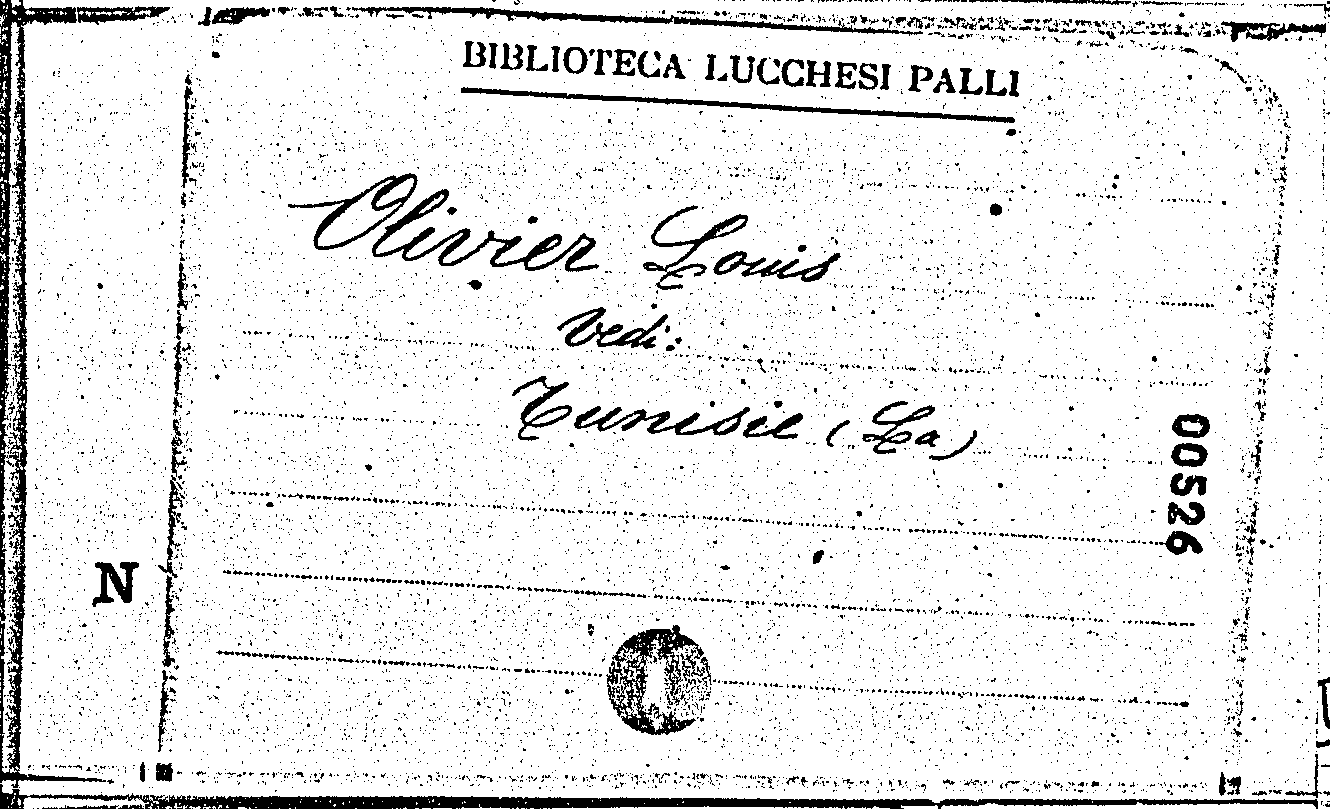 BIBLIOTECA LUCCHESI PALLI
Olivier Louis
Vedi:
Tunisie (La)
00526
N